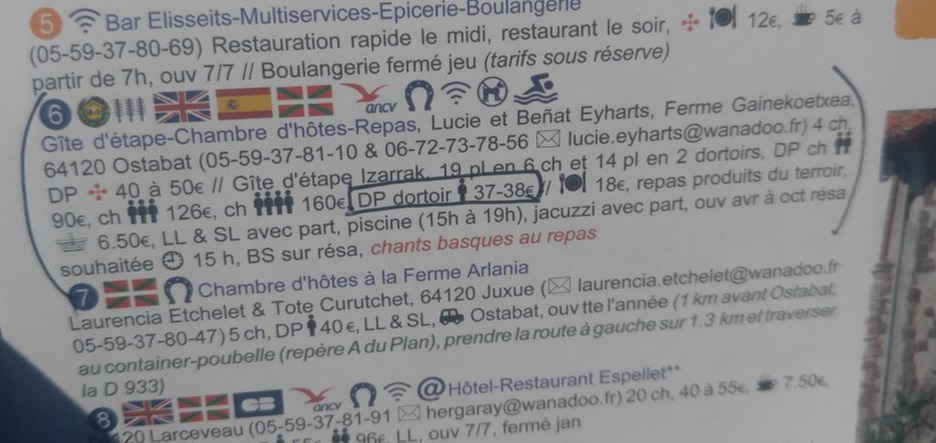 5 Bar Elisseits-Multiservices-Epicerie-Boulangerie
(05-59-37-80-69) Restauration rapide le midi, restaurant le soir, 12€, 5€ à
partir de 7h, ouv 7/7 // Boulangerie fermé jeu (tarifs sous réserve)
6 ancv
Gîte d'étape-Chambre d'hôtes-Repas, Lucie et Beñat Eyharts, Ferme Gainekoetxea,
64120 Ostabat (05-59-37-81-10 & 06-72-73-78-56 lucie.eyharts@wanadoo.fr) 4 ch,
DP 40 à 50€ // Gîte d'étape Izarrak, 19 pl en 6 ch et 14 pl en 2 dortoirs, DP ch
90€, ch 126€, ch 160€, DP dortoir 37-38€ // 18€, repas produits du terroir,
6.50€, LL & SL avec part, piscine (15h à 19h), jacuzzi avec part, ouv avr à oct résa
souhaitée 15 h, BS sur résa, chants basques au repas
7 Chambre d'hôtes à la Ferme Arlania
Laurencia Etchelet & Tote Curutchet, 64120 Juxue ( laurencia.etchelet@wanadoo.fr
05-59-37-80-47) 5 ch, DP 40 €, LL & SL, Ostabat, ouv tte l'année (1 km avant Ostabat,
au container-poubelle (repère A du Plan), prendre la route à gauche sur 1.3 km et traverser
la D 933)
8 CB ancv @ Hôtel-Restaurant Espellet**
120 Larceveau (05-59-37-81-91 hergaray@wanadoo.fr) 20 ch, 40 à 55€, 7.50€,
96€, LL, ouv 7/7, fermé jan